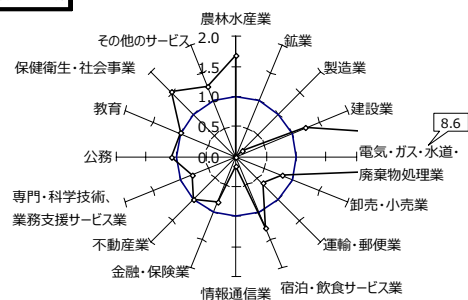 農林水産業
鉱業
製造業
建設業
8.6
電気・ガス・水道・
廃棄物処理業
卸売・小売業
運輸・郵便業
宿泊・飲食サービス業
情報通信業
金融・保険業
不動産業
専門・科学技術、
業務支援サービス業
公務
教育
保健衛生・社会事業
その他のサービス
2.0
1.5
1.0
0.5
0.0